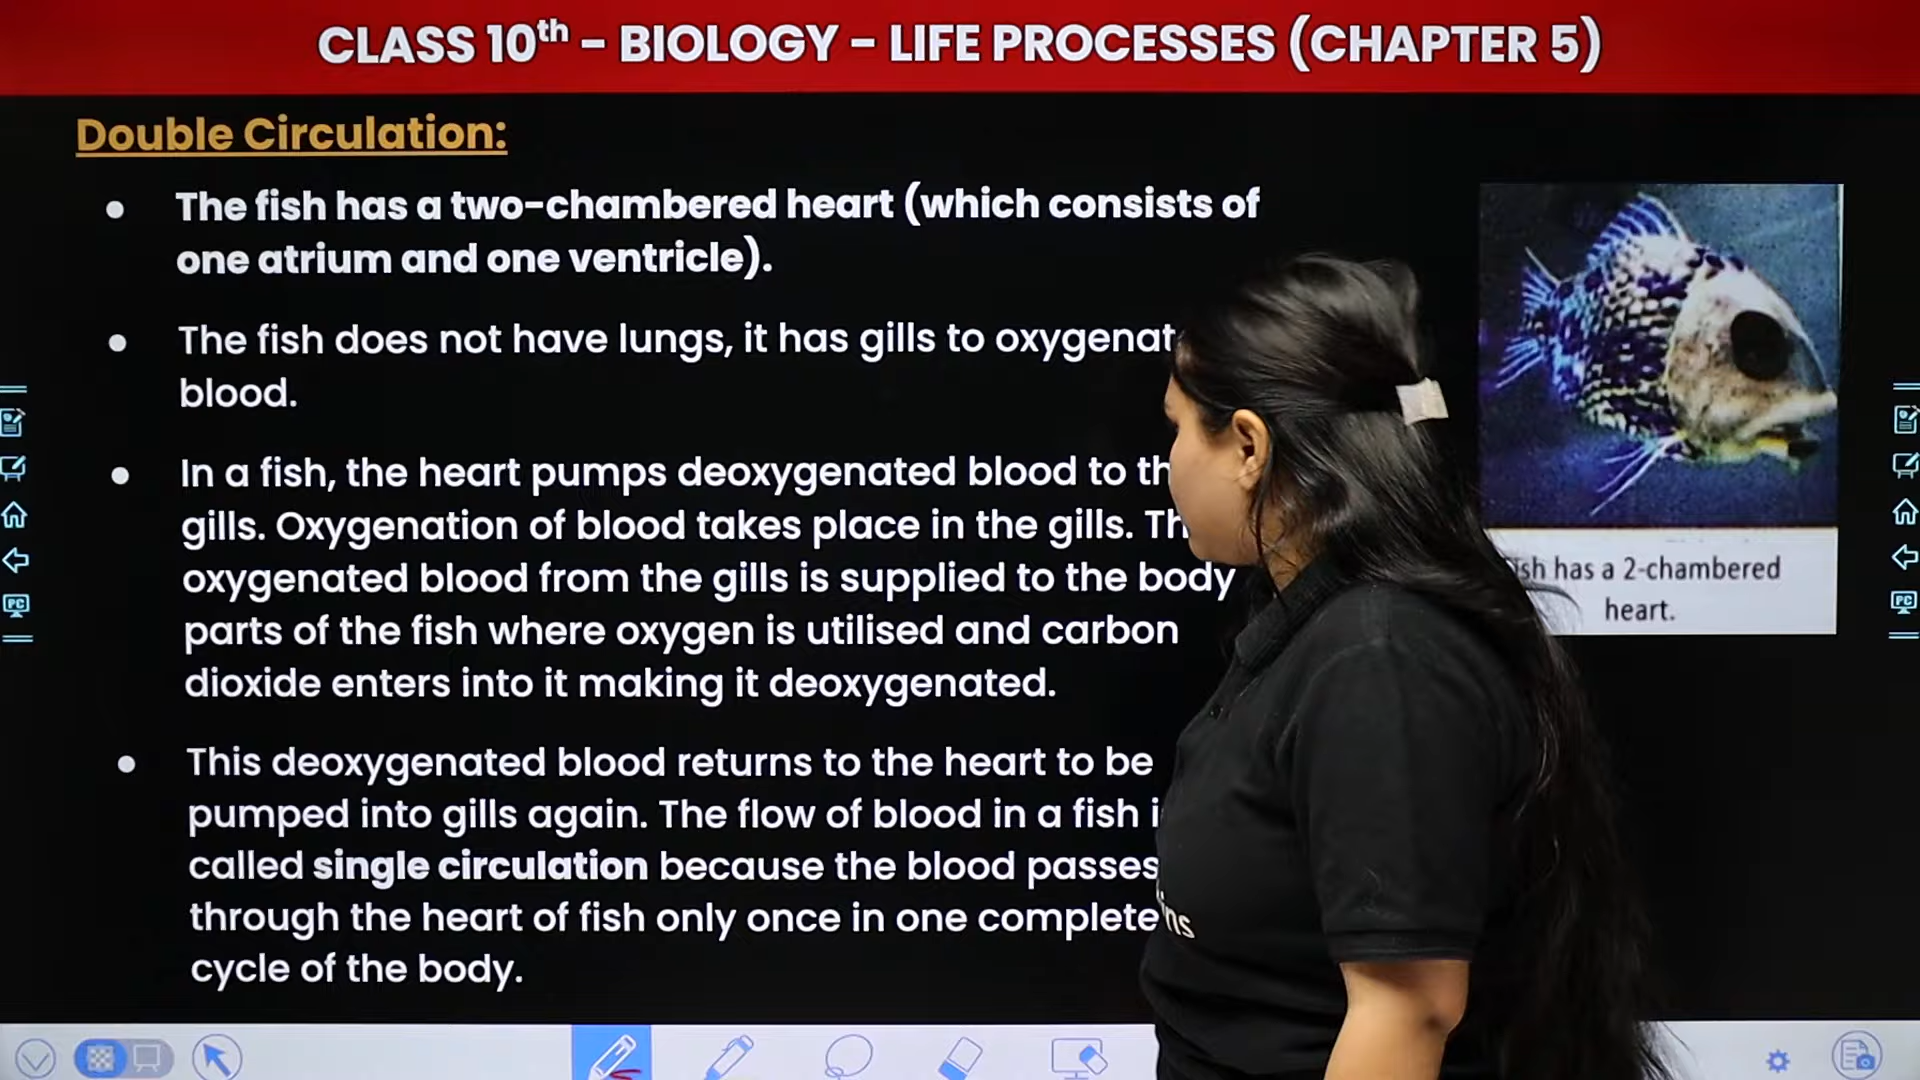 CLASS 10th - BIOLOGY - LIFE PROCESSES (CHAPTER 5)
Double Circulation:
● The fish has a two-chambered heart (which consists of
one atrium and one ventricle).
● The fish does not have lungs, it has gills to
blood.
● In a fish, the heart pumps deoxygenated blood to
gills. Oxygenation of blood takes place in the gills.
oxygenated blood from the gills is supplied to the body
parts of the fish where oxygen is utilised and carbon
dioxide enters into it making it deoxygenated.
● This deoxygenated blood returns to the heart to be
pumped into gills again. The flow of blood in a fish
called single circulation because the blood passes
through the heart of fish only once in one complete
cycle of the body.
has a 2-chambered
heart.
PC
PC